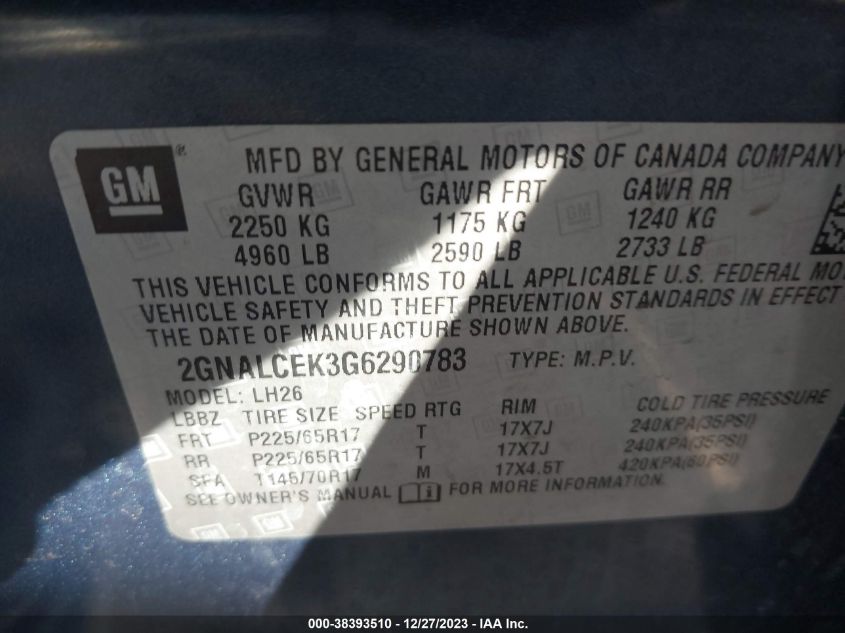 GM ® MFD BY GENERAL MOTORS OF CANADA COMPANY
GVWR GAWR FRT GAWR RR
2250 KG 1175 KG 1240 KG
4960 LB 2590 LB 2733 LB
THIS VEHICLE CONFORMS TO ALL APPLICABLE U.S. FEDERAL MO
VEHICLE SAFETY AND THEFT PREVENTION STANDARDS IN EFFECT
THE DATE OF MANUFACTURE SHOWN ABOVE.
2GNALCEK3G6290783 TYPE: M.P.V.
MODEL: LH26
LBBZ TIRE SIZE SPEED RTG RIM COLD TIRE PRESSURE
FRT P225/65R17 T 17X7J 240KPA(35PSI)
RR P225/65R17 T 17X7J 240KPA(35PSI)
SPA T145/70R17 M 17X4.5T 420KPA(60PSI)
SEE OWNER'S MANUAL FOR MORE INFORMATION.
000-38393510 - 12/27/2023 - IAA Inc.